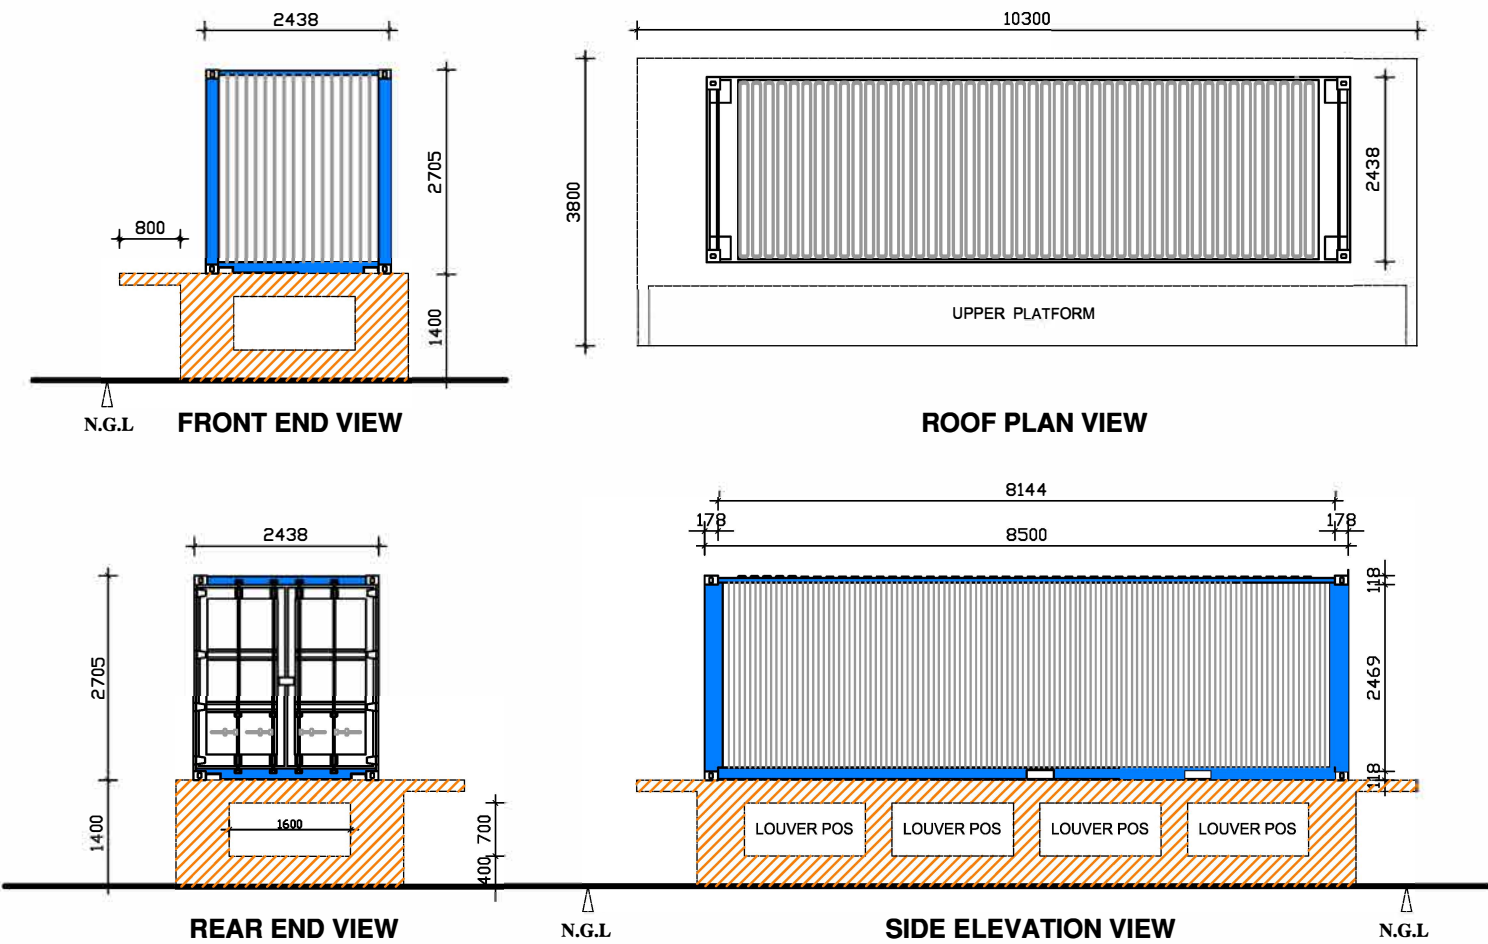 2438
2705
800
1400
N.G.L
FRONT END VIEW
10300
3800
2438
UPPER PLATFORM
ROOF PLAN VIEW
2438
2705
1400
1600
700
400
REAR END VIEW
8144
178
178
8500
118
2469
118
LOUVER POS
LOUVER POS
LOUVER POS
LOUVER POS
N.G.L
SIDE ELEVATION VIEW
N.G.L